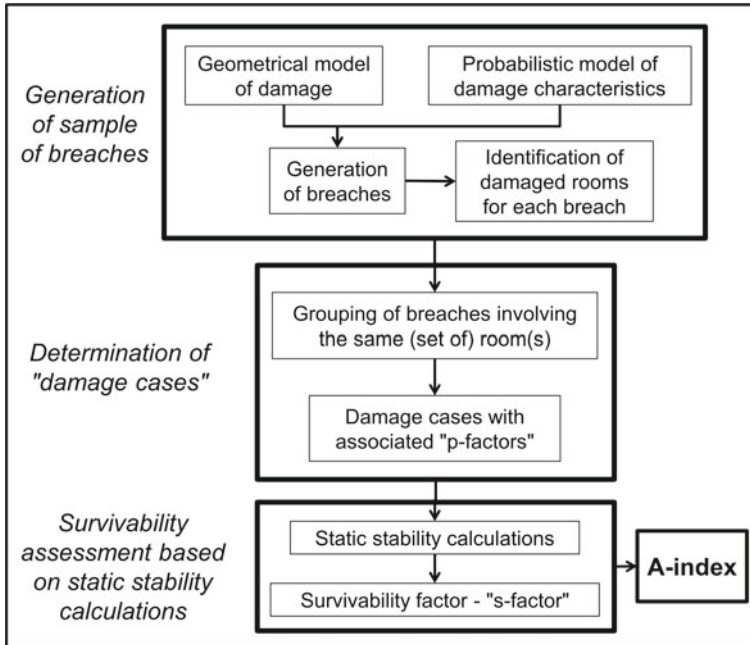 Generation
of sample
of breaches
Geometrical model
of damage
Probabilistic model
of damage characteristics
Generation
of breaches
Identification of
damaged rooms
for each breach
Determination of
"damage cases"
Grouping of breaches involving
the same (set of) room(s)
Damage cases with
associated "p-factors"
Survivability
assessment based
on static stability
calculations
Static stability calculations
Survivability factor - "s-factor"
A-index